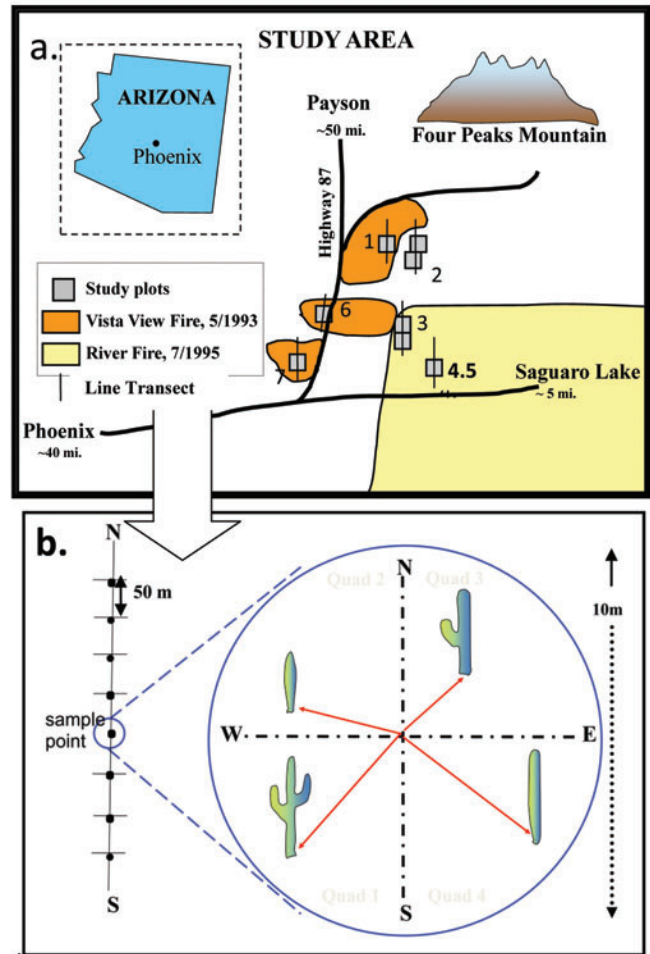 a.
STUDY AREA
ARIZONA
Phoenix
Payson
~50 mi.
Four Peaks Mountain
Highway 87
1
2
Study plots
Vista View Fire, 5/1993
River Fire, 7/1995
Line Transect
6
3
7
4.5
Saguaro Lake
~ 5 mi.
Phoenix
~40 mi.
b.
N
50 m
sample
point
S
Quad 2
N
Quad 3
W
E
Quad 1
S
Quad 4
10m